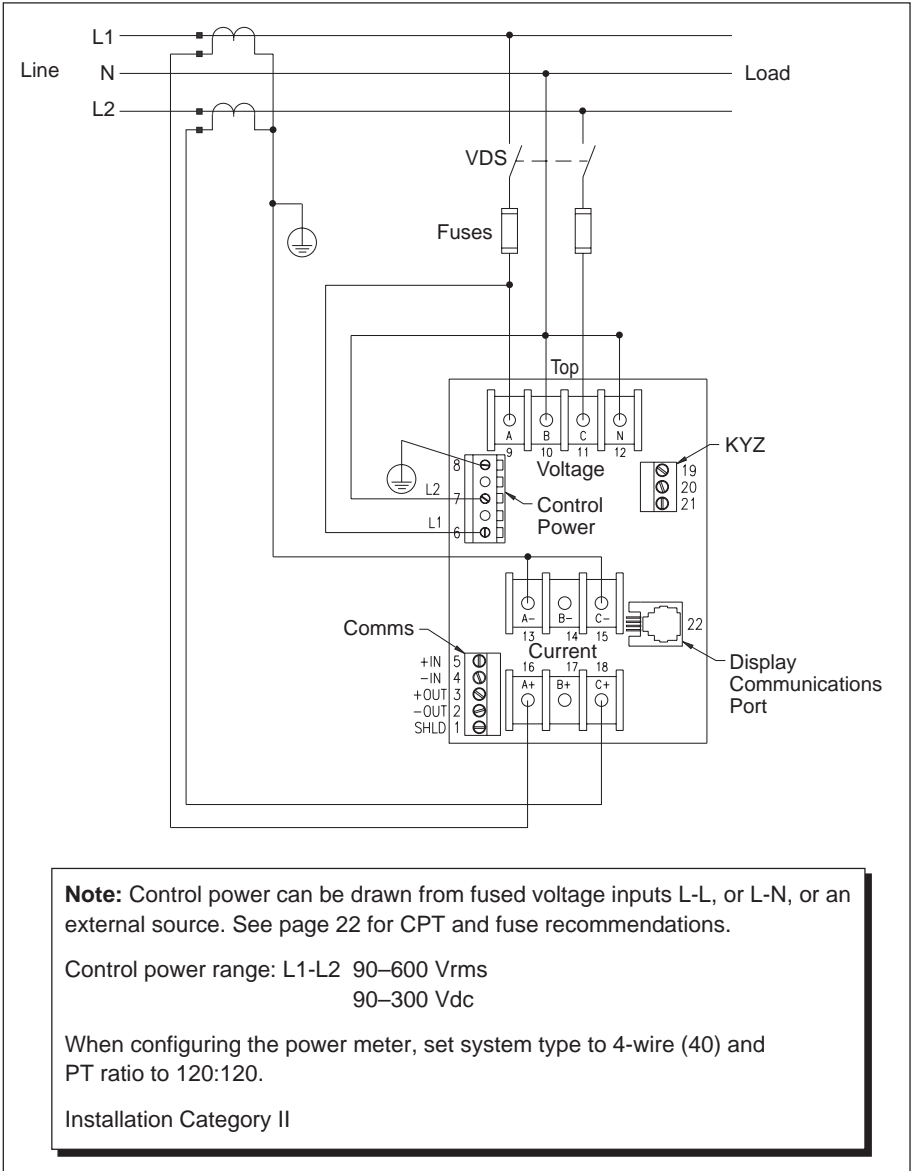 L1
Line N Load
L2
VDS
Fuses
Top
A B C N
9 10 11 12
Voltage
8
L2
7
L1
6
Control
Power
KYZ
19
20
21
A– B– C–
13 14 15
Current
16 17 18
A+ B+ C+
22
Display
Communications
Port
Comms
+IN 5
–IN 4
+OUT 3
–OUT 2
SHLD 1
Note: Control power can be drawn from fused voltage inputs L-L, or L-N, or an
external source. See page 22 for CPT and fuse recommendations.
Control power range: L1-L2 90–600 Vrms
90–300 Vdc
When configuring the power meter, set system type to 4-wire (40) and
PT ratio to 120:120.
Installation Category II